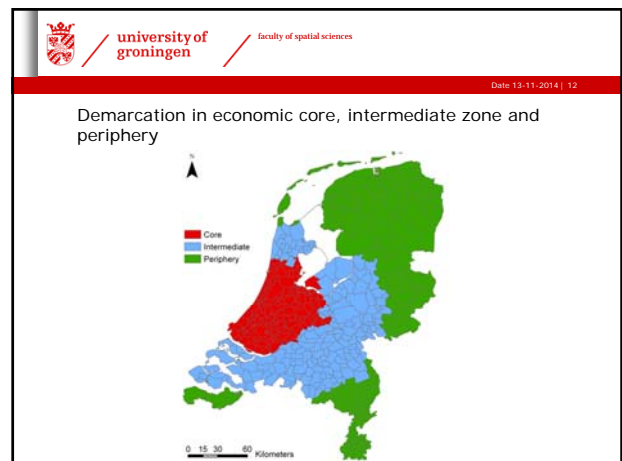 university of
groningen
faculty of spatial sciences
Date 13-11-2014 | 12
Demarcation in economic core, intermediate zone and
periphery
N
Core
Intermediate
Periphery
0 15 30 60
Kilometers